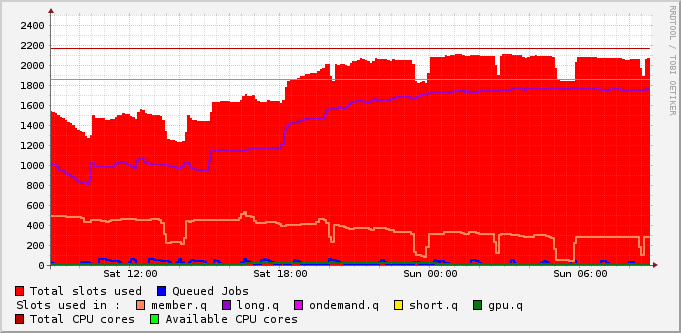 RRDTOOL / TOBI OETIKER
2400
2200
2000
1800
1600
1400
1200
1000
800
600
400
200
0
Sat 12:00 Sat 18:00 Sun 00:00 Sun 06:00
Total slots used Queued Jobs
Slots used in : member.q long.q ondemand.q short.q gpu.q
Total CPU cores Available CPU cores